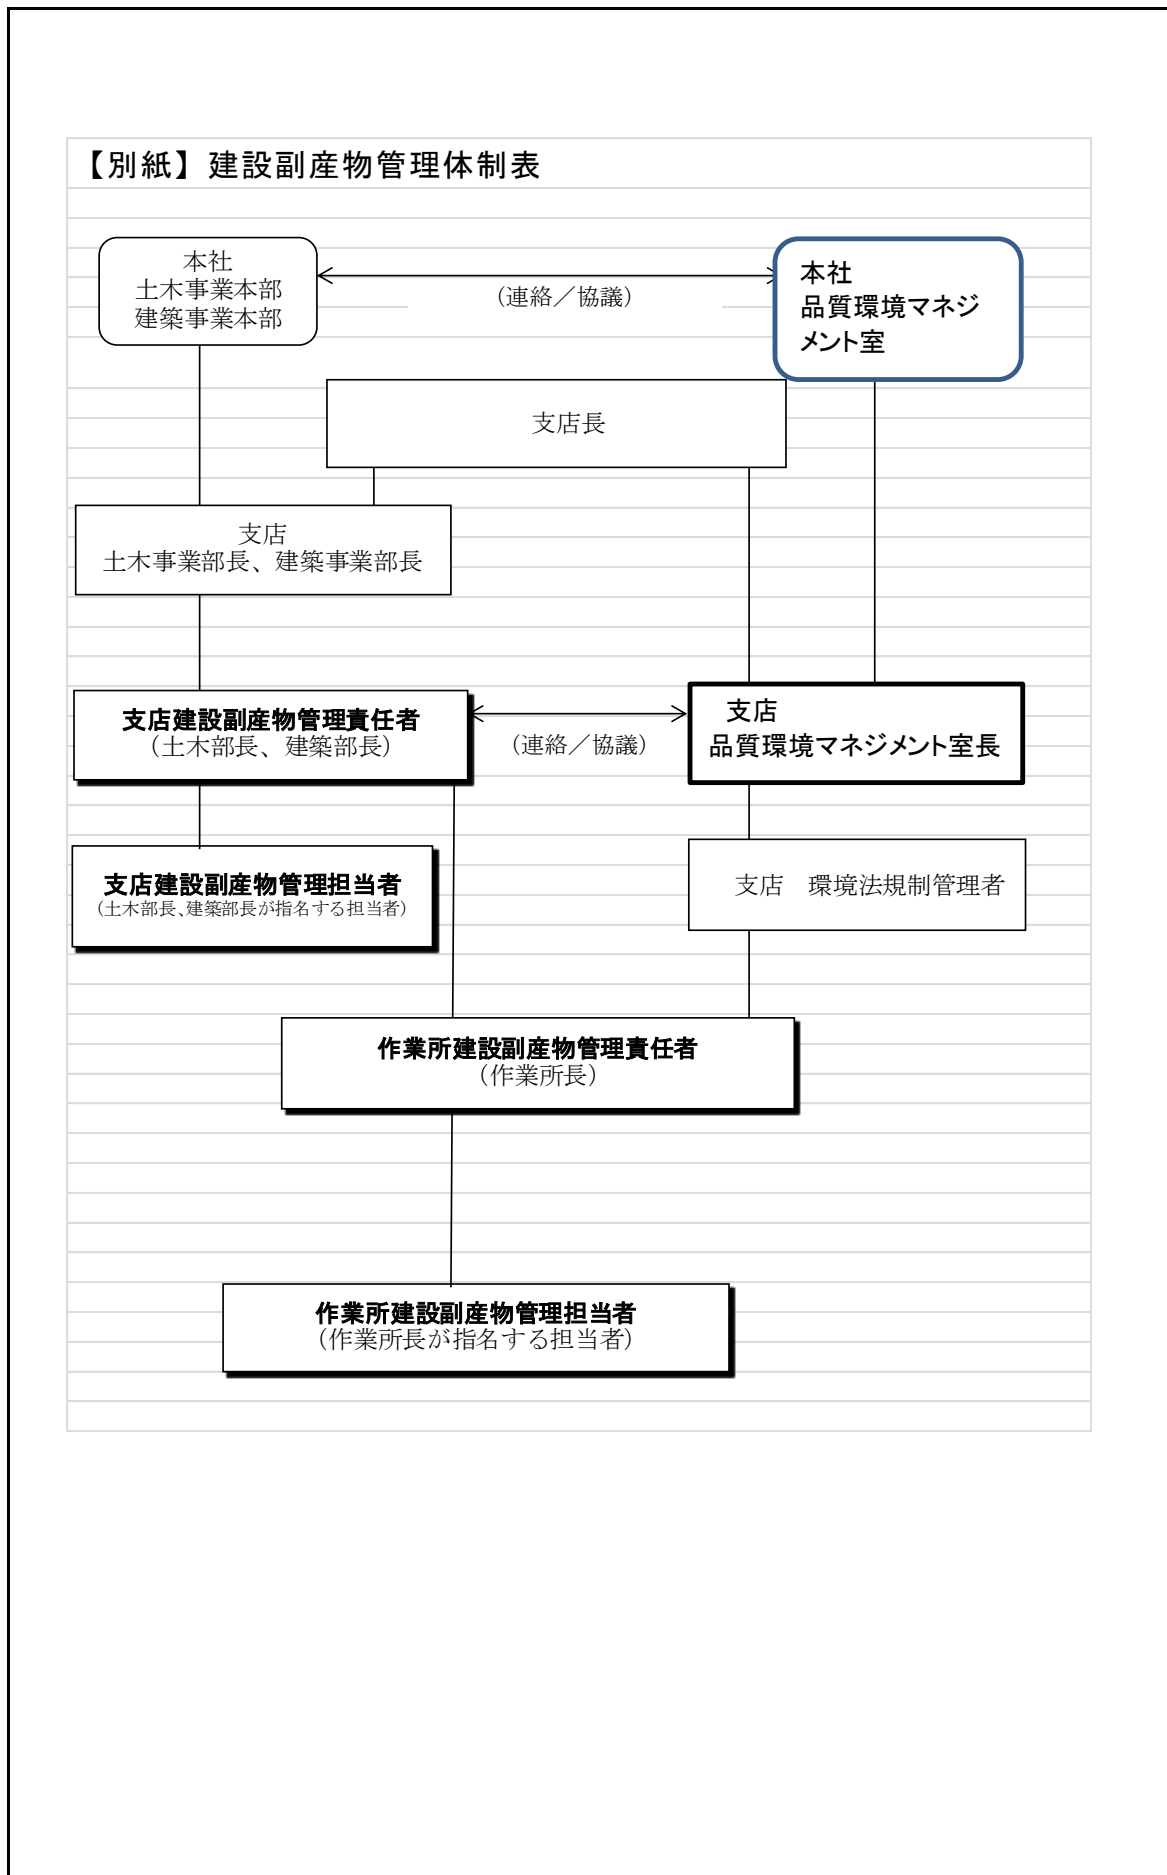 【別紙】建設副産物管理体制表
本社
土木事業本部
建築事業本部
(連絡／協議)
本社
品質環境マネジ
メント室
支店長
支店
土木事業部長、建築事業部長
支店建設副産物管理責任者
(土木部長、建築部長)
(連絡／協議)
支店
品質環境マネジメント室長
支店建設副産物管理担当者
(土木部長、建築部長が指名する担当者)
支店　環境法規制管理者
作業所建設副産物管理責任者
(作業所長)
作業所建設副産物管理担当者
(作業所長が指名する担当者)